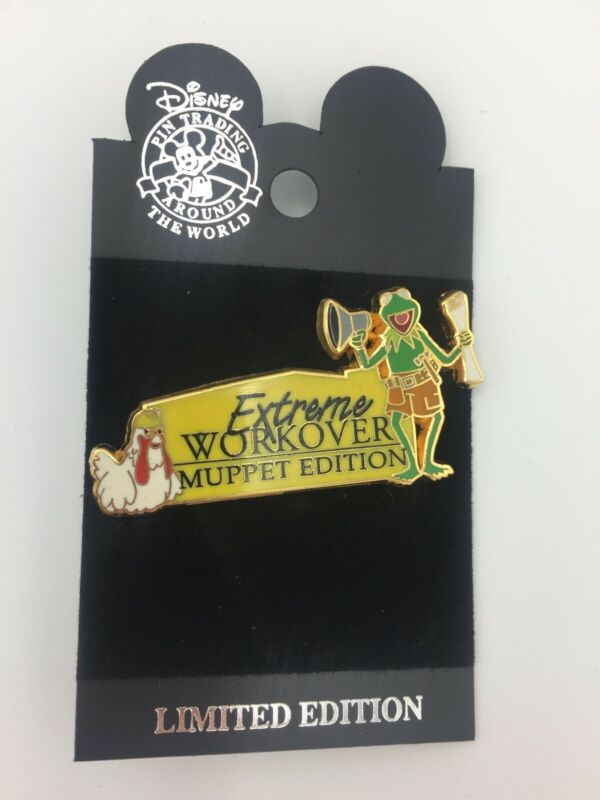 Disney
PIN TRADING
AROUND
THE WORLD
Extreme
WORKOVER
MUPPET EDITION
LIMITED EDITION